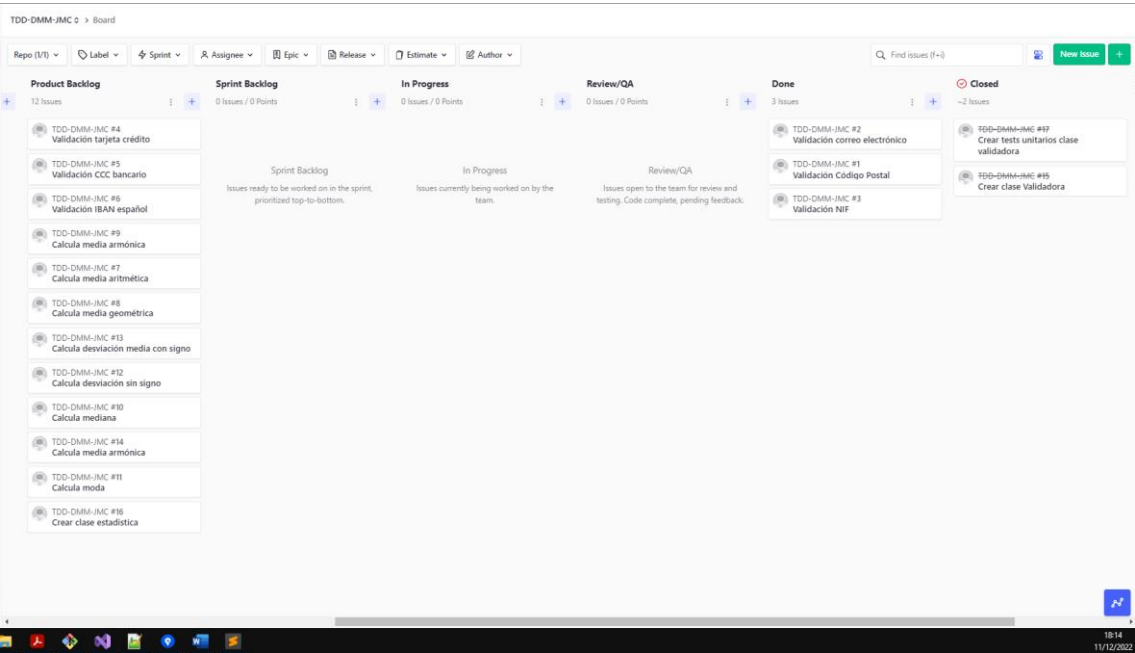 TDD-DMM-JMC > Board
Repo (1/1)
Label
Sprint
Assignee
Epic
Release
Estimate
Author
Find issues (f+i)
New Issue
Product Backlog
12 Issues
TDD-DMM-JMC #4
Validación tarjeta crédito
TDD-DMM-JMC #5
Validación CCC bancario
TDD-DMM-JMC #6
Validación IBAN español
TDD-DMM-JMC #9
Calcula media armónica
TDD-DMM-JMC #7
Calcula media aritmética
TDD-DMM-JMC #8
Calcula media geométrica
TDD-DMM-JMC #13
Calcula desviación media con signo
TDD-DMM-JMC #12
Calcula desviación sin signo
TDD-DMM-JMC #10
Calcula mediana
TDD-DMM-JMC #14
Calcula media armónica
TDD-DMM-JMC #11
Calcula moda
TDD-DMM-JMC #16
Crear clase estadística
Sprint Backlog
0 Issues / 0 Points
Sprint Backlog
Issues ready to be worked on in the sprint,
prioritized top-to-bottom.
In Progress
0 Issues / 0 Points
In Progress
Issues currently being worked on by the
team.
Review/QA
0 Issues / 0 Points
Review/QA
Issues open to the team for review and
testing. Code complete, pending feedback.
Done
3 Issues
TDD-DMM-JMC #2
Validación correo electrónico
TDD-DMM-JMC #1
Validación Código Postal
TDD-DMM-JMC #3
Validación NIF
Closed
~2 Issues
TDD-DMM-JMC #17
Crear tests unitarios clase
validadora
TDD-DMM-JMC #15
Crear clase Validadora
18:14
11/12/2022